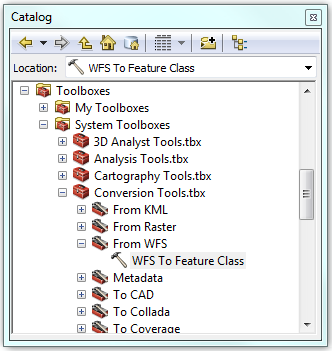 Catalog
Location: WFS To Feature Class
Toolboxes
My Toolboxes
System Toolboxes
3D Analyst Tools.tbx
Analysis Tools.tbx
Cartography Tools.tbx
Conversion Tools.tbx
From KML
From Raster
From WFS
WFS To Feature Class
Metadata
To CAD
To Collada
To Coverage